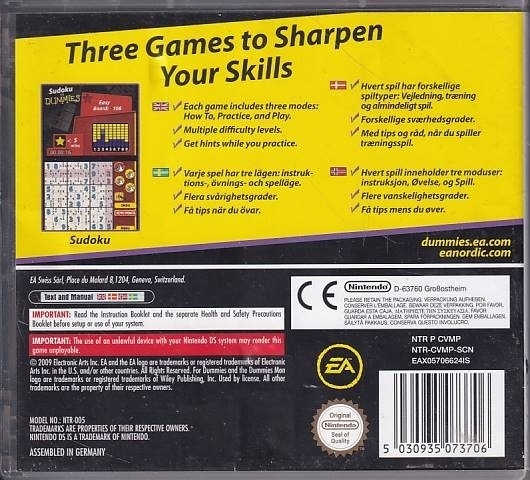 Three Games to Sharpen
Your Skills
Sudoku
DUMMIES
Easy
Board: 106
Each game includes three modes:
How To, Practice, and Play.
Multiple difficulty levels.
Get hints while you practice.
Hvert spil har forskellige
spiltyper: Vejledning, træning
og almindeligt spil.
Forskellige sværhedsgrader.
Med tips og råd, når du spiller
træningsspil.
Varje spel har tre lägen: instruk-
tions-, övnings- och speläge.
Flera svårighetsgrader.
Få tips när du övar.
Hvert spill inneholder tre moduser:
instruksjon, Øvelse, og Spill.
Flere vanskelighetsgrader.
Få tips mens du øver.
Sudoku
dummies.ea.com
eanordic.com
EA Swiss Sàrl, Place du Molard 8,1204, Geneva, Switzerland.
Text and Manual
IMPORTANT: Read the Instruction Booklet and the separate Health and Safety Precautions
Booklet before setup or use of your system.
IMPORTANT: The use of an unlawful device with your Nintendo DS system may render this
game unplayable.
© 2009 Electronic Arts Inc. EA and the EA logo are trademarks or registered trademarks of Electronic
Arts Inc. in the U.S. and/or other countries. All Rights Reserved. For Dummies and the Dummies Man
logo are trademarks or registered trademarks of Wiley Publishing, Inc. Used by license. All other
trademarks are the property of their respective owners.
MODEL NO.: NTR-005
TRADEMARKS ARE PROPERTIES OF THEIR RESPECTIVE OWNERS.
NINTENDO DS IS A TRADEMARK OF NINTENDO.
ASSEMBLED IN GERMANY
CE
Nintendo D-63760 Großostheim
PLEASE RETAIN THE PACKAGING. VERPACKUNG AUFHEBEN.
CONSERVER L'EMBALLAGE. BEWAAR DEZE VERPAKKING. POR FAVOR,
GUARDA ESTA CAJA. ΔΙΑΤΗΡΗΣΤΕ ΤΗΝ ΣΥΣΚΕΥΑΣΙΑ. FAVOR
GUARDAR A EMBALAGEM. SPARA FÖRPACKNINGEN. GEM EMBALLAGEN.
SÄILYTÄ PAKKAUS. CONSERVA QUESTO INVOLUCRO.
EA
Original
Nintendo
Seal of
Quality
NTR P CVMP
NTR-CVMP-SCN
EAX05706624IS
5 030935 073706